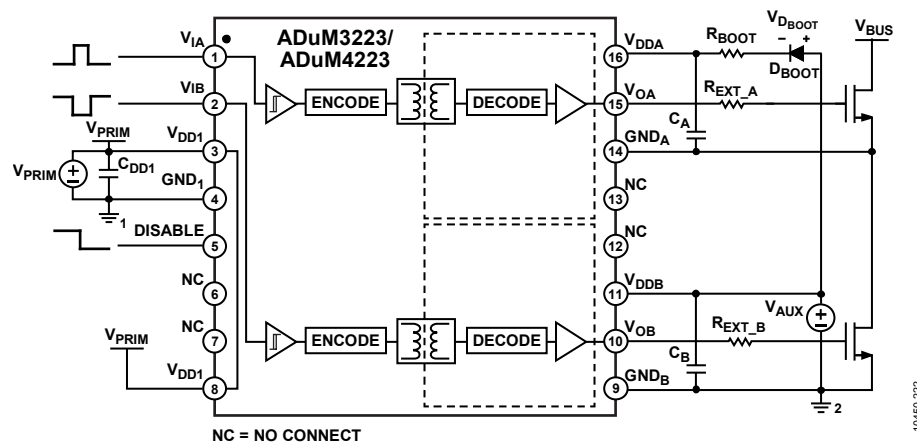 ADuM3223/
ADuM4223
VIA
1
VIB
2
VPRIM
VDD1
3
VPRIM
CDD1
GND1
4
1
DISABLE
5
NC
6
NC
7
VPRIM
VDD1
8
ENCODE
DECODE
ENCODE
DECODE
VDDA
16
RBOOT
VDBOOT
− +
DBOOT
VBUS
VOA
15
REXT_A
CA
GNDA
14
NC
13
NC
12
VDDB
11
VAUX
VOB
10
REXT_B
CB
GNDB
9
2
NC = NO CONNECT
19450-222